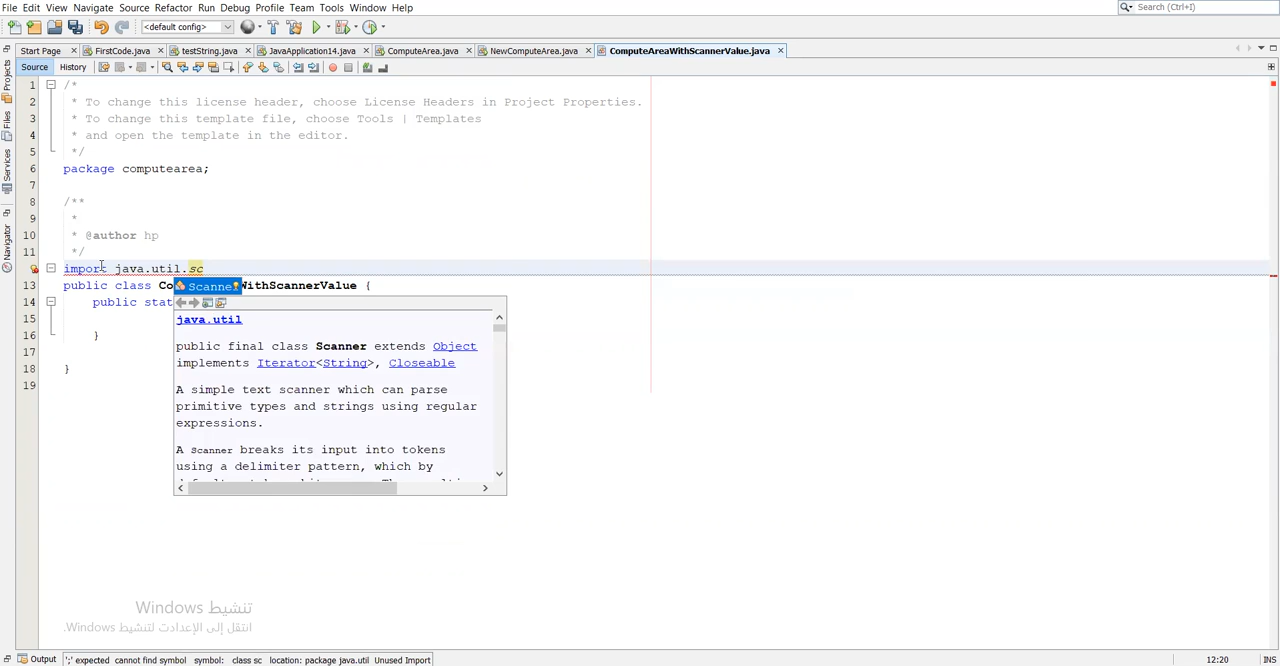 File Edit View Navigate Source Refactor Run Debug Profile Team Tools Window Help
Search (Ctrl+I)
<default config>
Start Page FirstCode.java testString.java JavaApplication14.java ComputeArea.java NewComputeArea.java ComputeAreaWithScannerValue.java
Source History
Projects
Files
Services
Navigator
1 /*
2 * To change this license header, choose License Headers in Project Properties.
3 * To change this template file, choose Tools | Templates
4 * and open the template in the editor.
5 */
6 package computearea;
7
8 /**
9 *
10 * @author hp
11 */
import java.util.sc
13 public class Co WithScannerValue {
14 public stat
15
16 }
17
18 }
19
Scanner
java.util
public final class Scanner extends Object
implements Iterator<String>, Closeable
A simple text scanner which can parse
primitive types and strings using regular
expressions.
A Scanner breaks its input into tokens
using a delimiter pattern, which by
تنشيط Windows
انتقل إلى الإعدادت لتنشيط Windows.
Output ';' expected cannot find symbol symbol: class sc location: package java.util Unused Import 12:20 INS